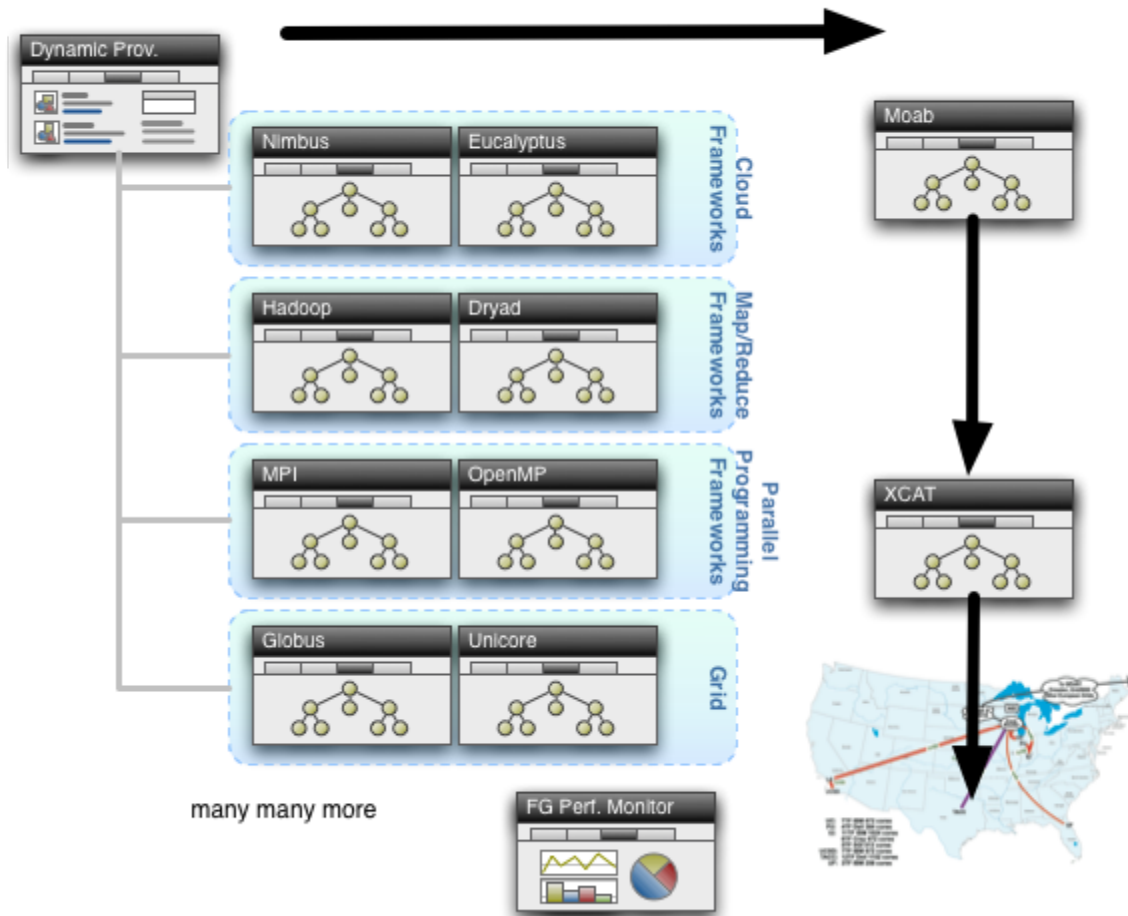 Dynamic Prov.
Nimbus
Eucalyptus
Cloud
Frameworks
Moab
Hadoop
Dryad
Map/Reduce
Frameworks
MPI
OpenMP
Parallel
Programming
Frameworks
XCAT
Globus
Unicore
Grid
many many more
FG Perf. Monitor